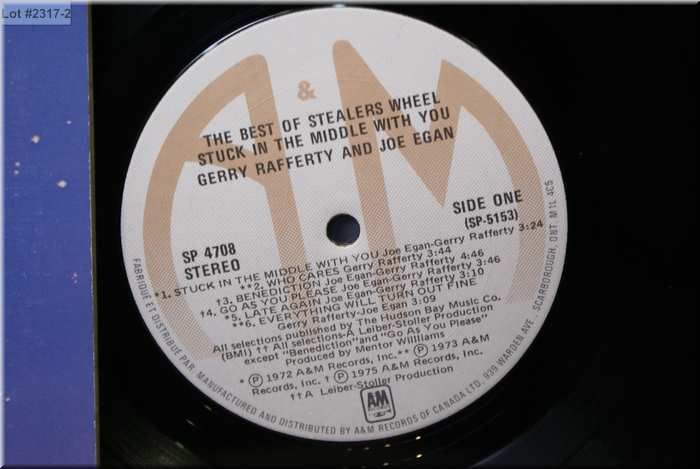 Lot #2317-2
&
THE BEST OF STEALERS WHEEL
STUCK IN THE MIDDLE WITH YOU
GERRY RAFFERTY AND JOE EGAN
SP 4708
STEREO
SIDE ONE
(SP-5153)
*1. STUCK IN THE MIDDLE WITH YOU Joe Egan-Gerry Rafferty 3:24
**2. WHO CARES Gerry Rafferty 3:44
†3. BENEDICTION Joe Egan-Gerry Rafferty 4:46
†4. GO AS YOU PLEASE Joe Egan-Gerry Rafferty 3:46
*5. LATE AGAIN Joe Egan-Gerry Rafferty 3:10
**6. EVERYTHING WILL TURN OUT FINE
Gerry Rafferty-Joe Egan 3:09
All selections published by The Hudson Bay Music Co.
(BMI) †† All selections-A Leiber-Stoller Production
except "Benediction" and "Go As You Please"
Produced by Mentor Williams
* Ⓟ 1972 A&M Records, Inc.** Ⓟ 1973 A&M
Records, Inc. † Ⓟ 1975 A&M Records, Inc.
†† A Leiber-Stoller Production
A&M
RECORDS
FABRIQUÉ ET DISTRIBUÉ PAR. MANUFACTURED AND DISTRIBUTED BY A&M RECORDS OF CANADA LTD. 939 WARDEN AVE., SCARBOROUGH, ONT. M1L 4C5